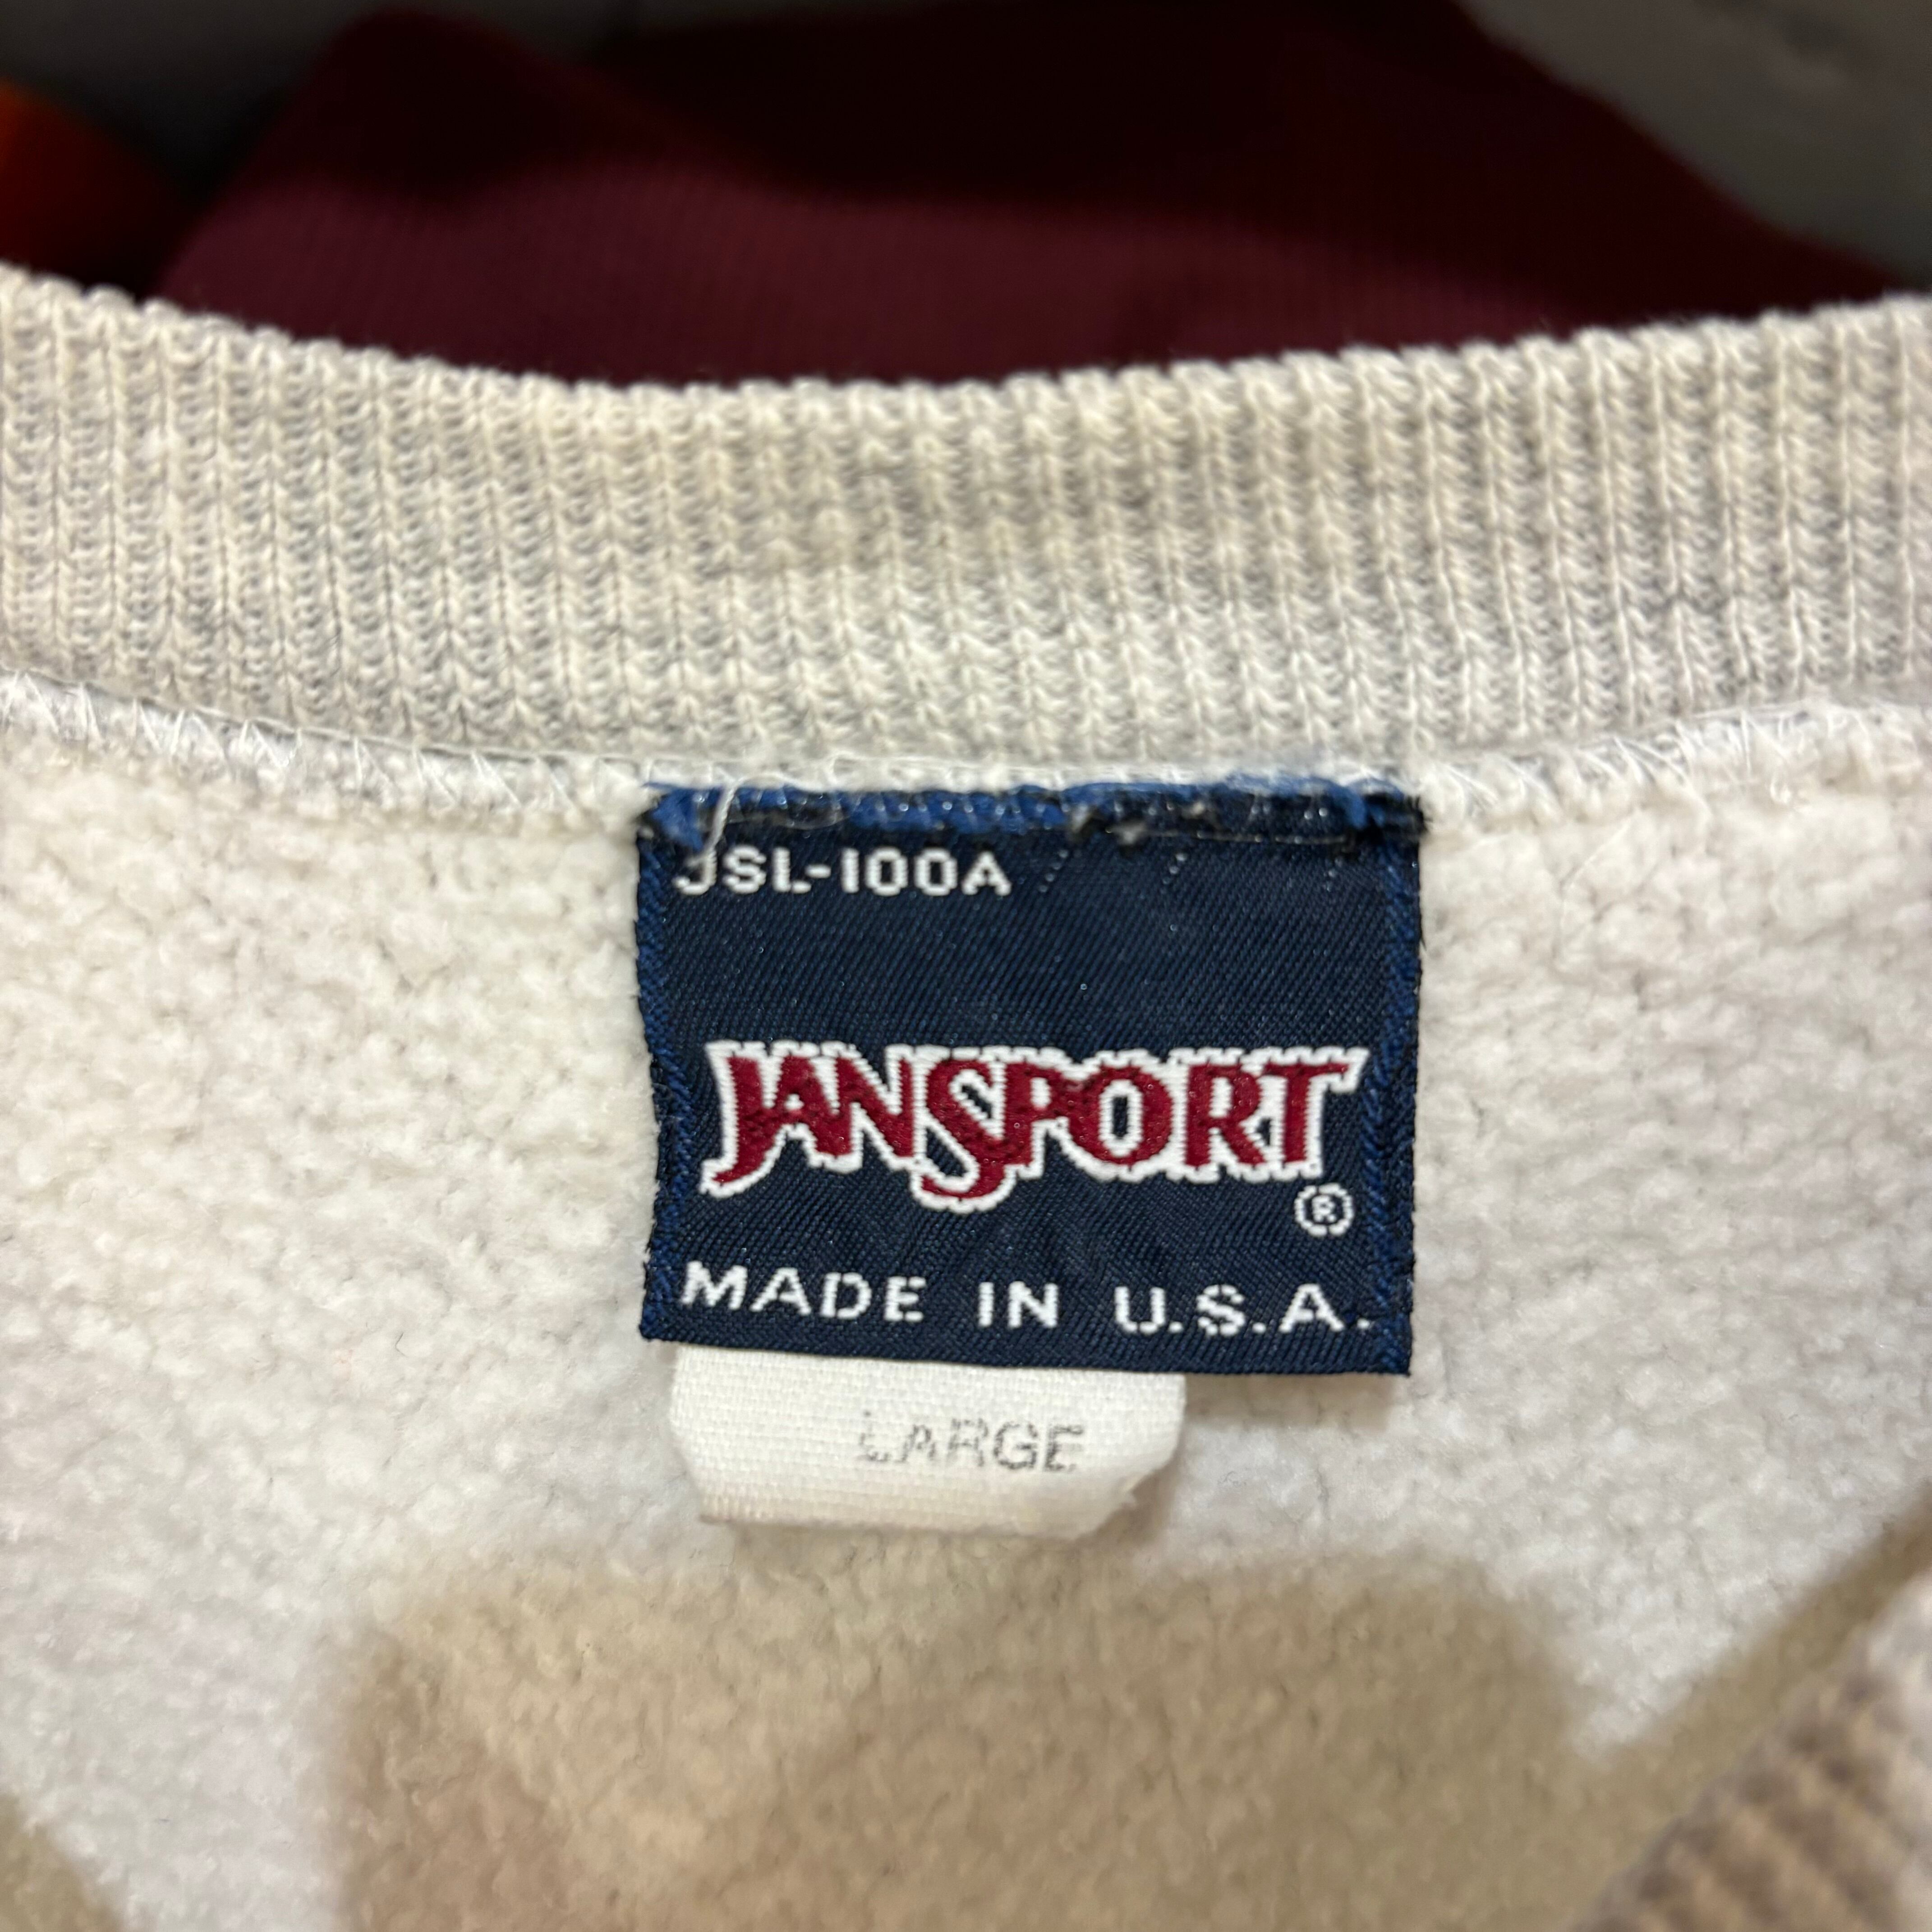 JSL-100A
JANSPORT
®
MADE IN U.S.A.
LARGE